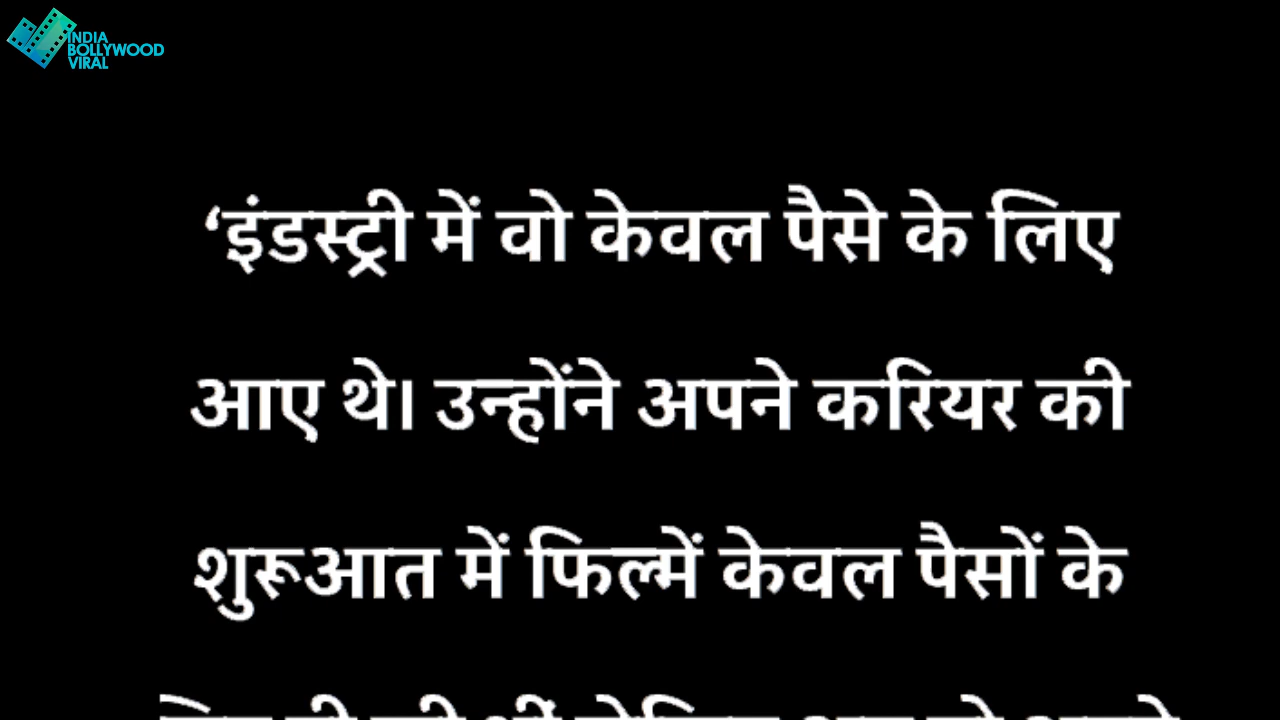 INDIA
BOLLYWOOD
VIRAL
‘इंडस्ट्री में वो केवल पैसे के लिए
आए थे। उन्होंने अपने करियर की
शुरूआत में फिल्में केवल पैसों के